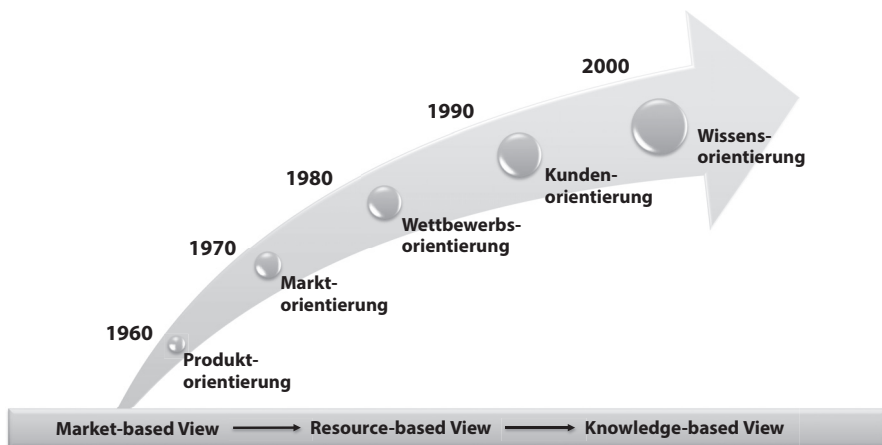 1960
Produkt-
orientierung
1970
Markt-
orientierung
1980
Wettbewerbs-
orientierung
1990
Kunden-
orientierung
2000
Wissens-
orientierung
Market-based View Resource-based View Knowledge-based View